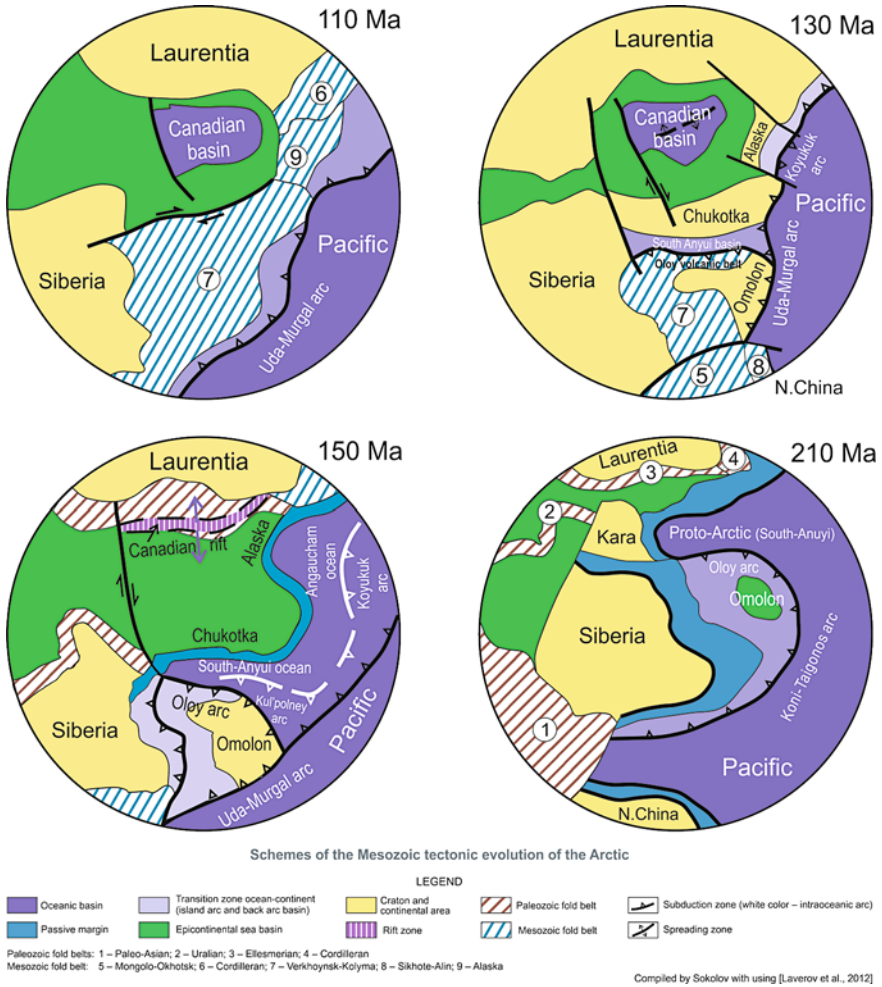 110 Ma
Laurentia
6
Canadian
basin
9
Pacific
Siberia
7
Uda-Murgal arc
130 Ma
Laurentia
Canadian
basin
Alaska
Koyukuk arc
Pacific
Chukotka
South Anyui basin
Oloy volcanic belt
Siberia
Omolon
Uda-Murgal arc
7
5
8
N.China
150 Ma
Laurentia
Canadian rift
Alaska
Angaucham
ocean
Koyukuk
arc
Chukotka
South-Anyui ocean
Oloy arc
Kul'polney
arc
Siberia
Omolon
Pacific
Uda-Murgal arc
210 Ma
Laurentia
4
3
2
Kara
Proto-Arctic (South-Anuyi)
Oloy arc
Omolon
Siberia
Koni-Taigonos arc
1
Pacific
N.China
Schemes of the Mesozoic tectonic evolution of the Arctic
LEGEND
Oceanic basin
Transition zone ocean-continent
(island arc and back arc basin)
Craton and
continental area
Paleozoic fold belt
Subduction zone (white color – intraoceanic arc)
Passive margin
Epicontinental sea basin
Rift zone
Mesozoic fold belt
Spreading zone
Paleozoic fold belts: 1 – Paleo-Asian; 2 – Uralian; 3 – Ellesmerian; 4 – Cordilleran
Mesozoic fold belt: 5 – Mongolo-Okhotsk; 6 – Cordilleran; 7 – Verkhoynsk-Kolyma; 8 – Sikhote-Alin; 9 – Alaska
Compiled by Sokolov with using [Laverov et al., 2012]